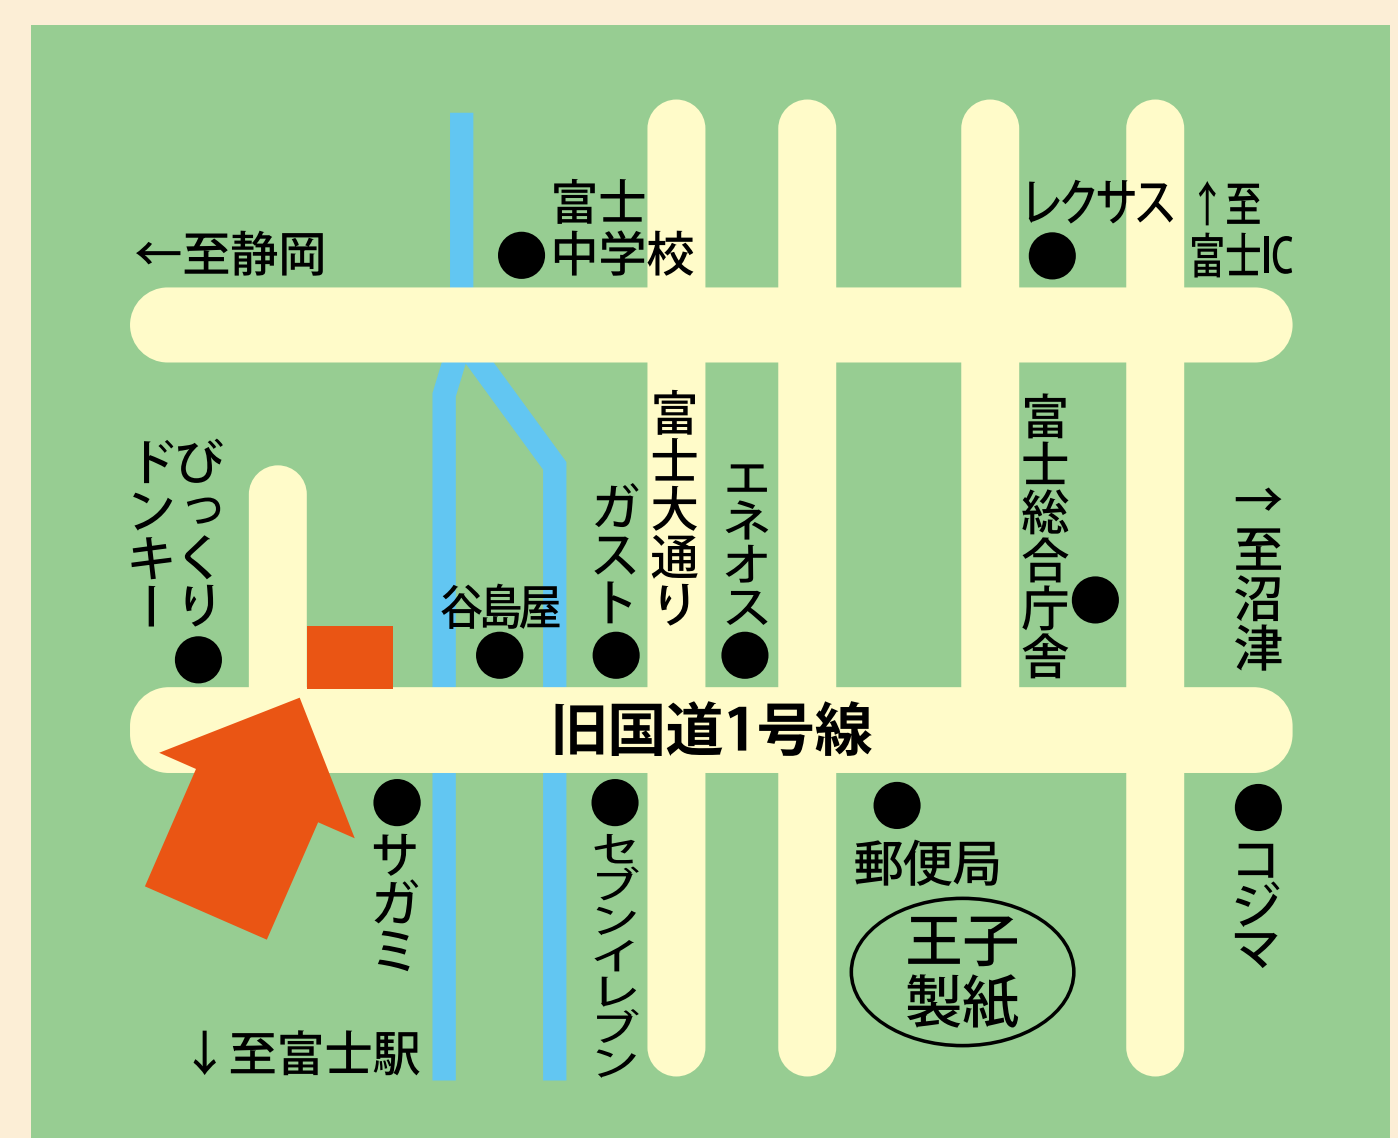 ←至静岡
富士
中学校
レクサス
↑至
富士IC
びっくり
ドンキー
谷島屋
ガスト
富士大通り
エネオス
富士総合庁舎
→至沼津
旧国道1号線
サガミ
セブンイレブン
郵便局
王子
製紙
コジマ
↓至富士駅